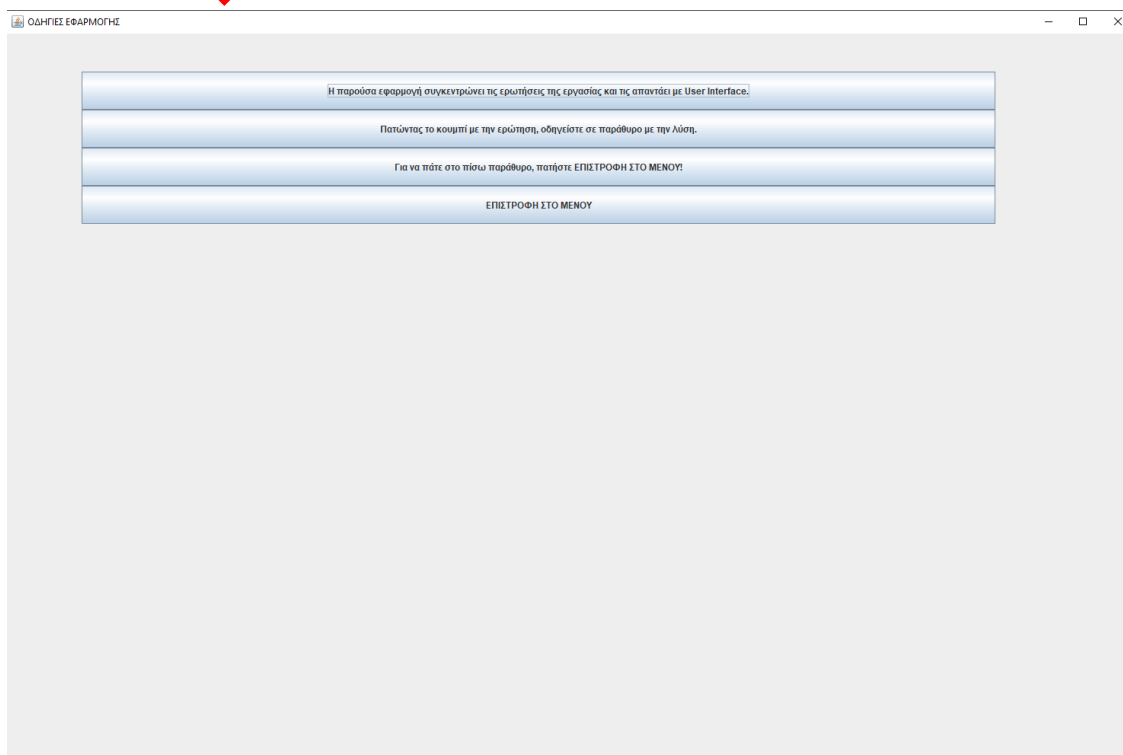 ΟΔΗΓΙΕΣ ΕΦΑΡΜΟΓΗΣ
Η παρούσα εφαρμογή συγκεντρώνει τις ερωτήσεις της εργασίας και τις απαντάει με User Interface.
Πατώντας το κουμπί με την ερώτηση, οδηγείστε σε παράθυρο με την Λύση.
Για να πάτε στο πίσω παράθυρο, πατήστε ΕΠΙΣΤΡΟΦΗ ΣΤΟ ΜΕΝΟΥ!
ΕΠΙΣΤΡΟΦΗ ΣΤΟ ΜΕΝΟΥ